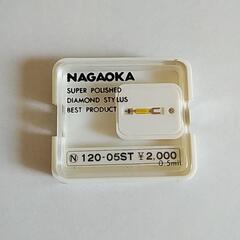 NAGAOKA
SUPER POLISHED
DIAMOND STYLUS
BEST PRODUCT
N 120-05ST ¥2,000
0.5mil